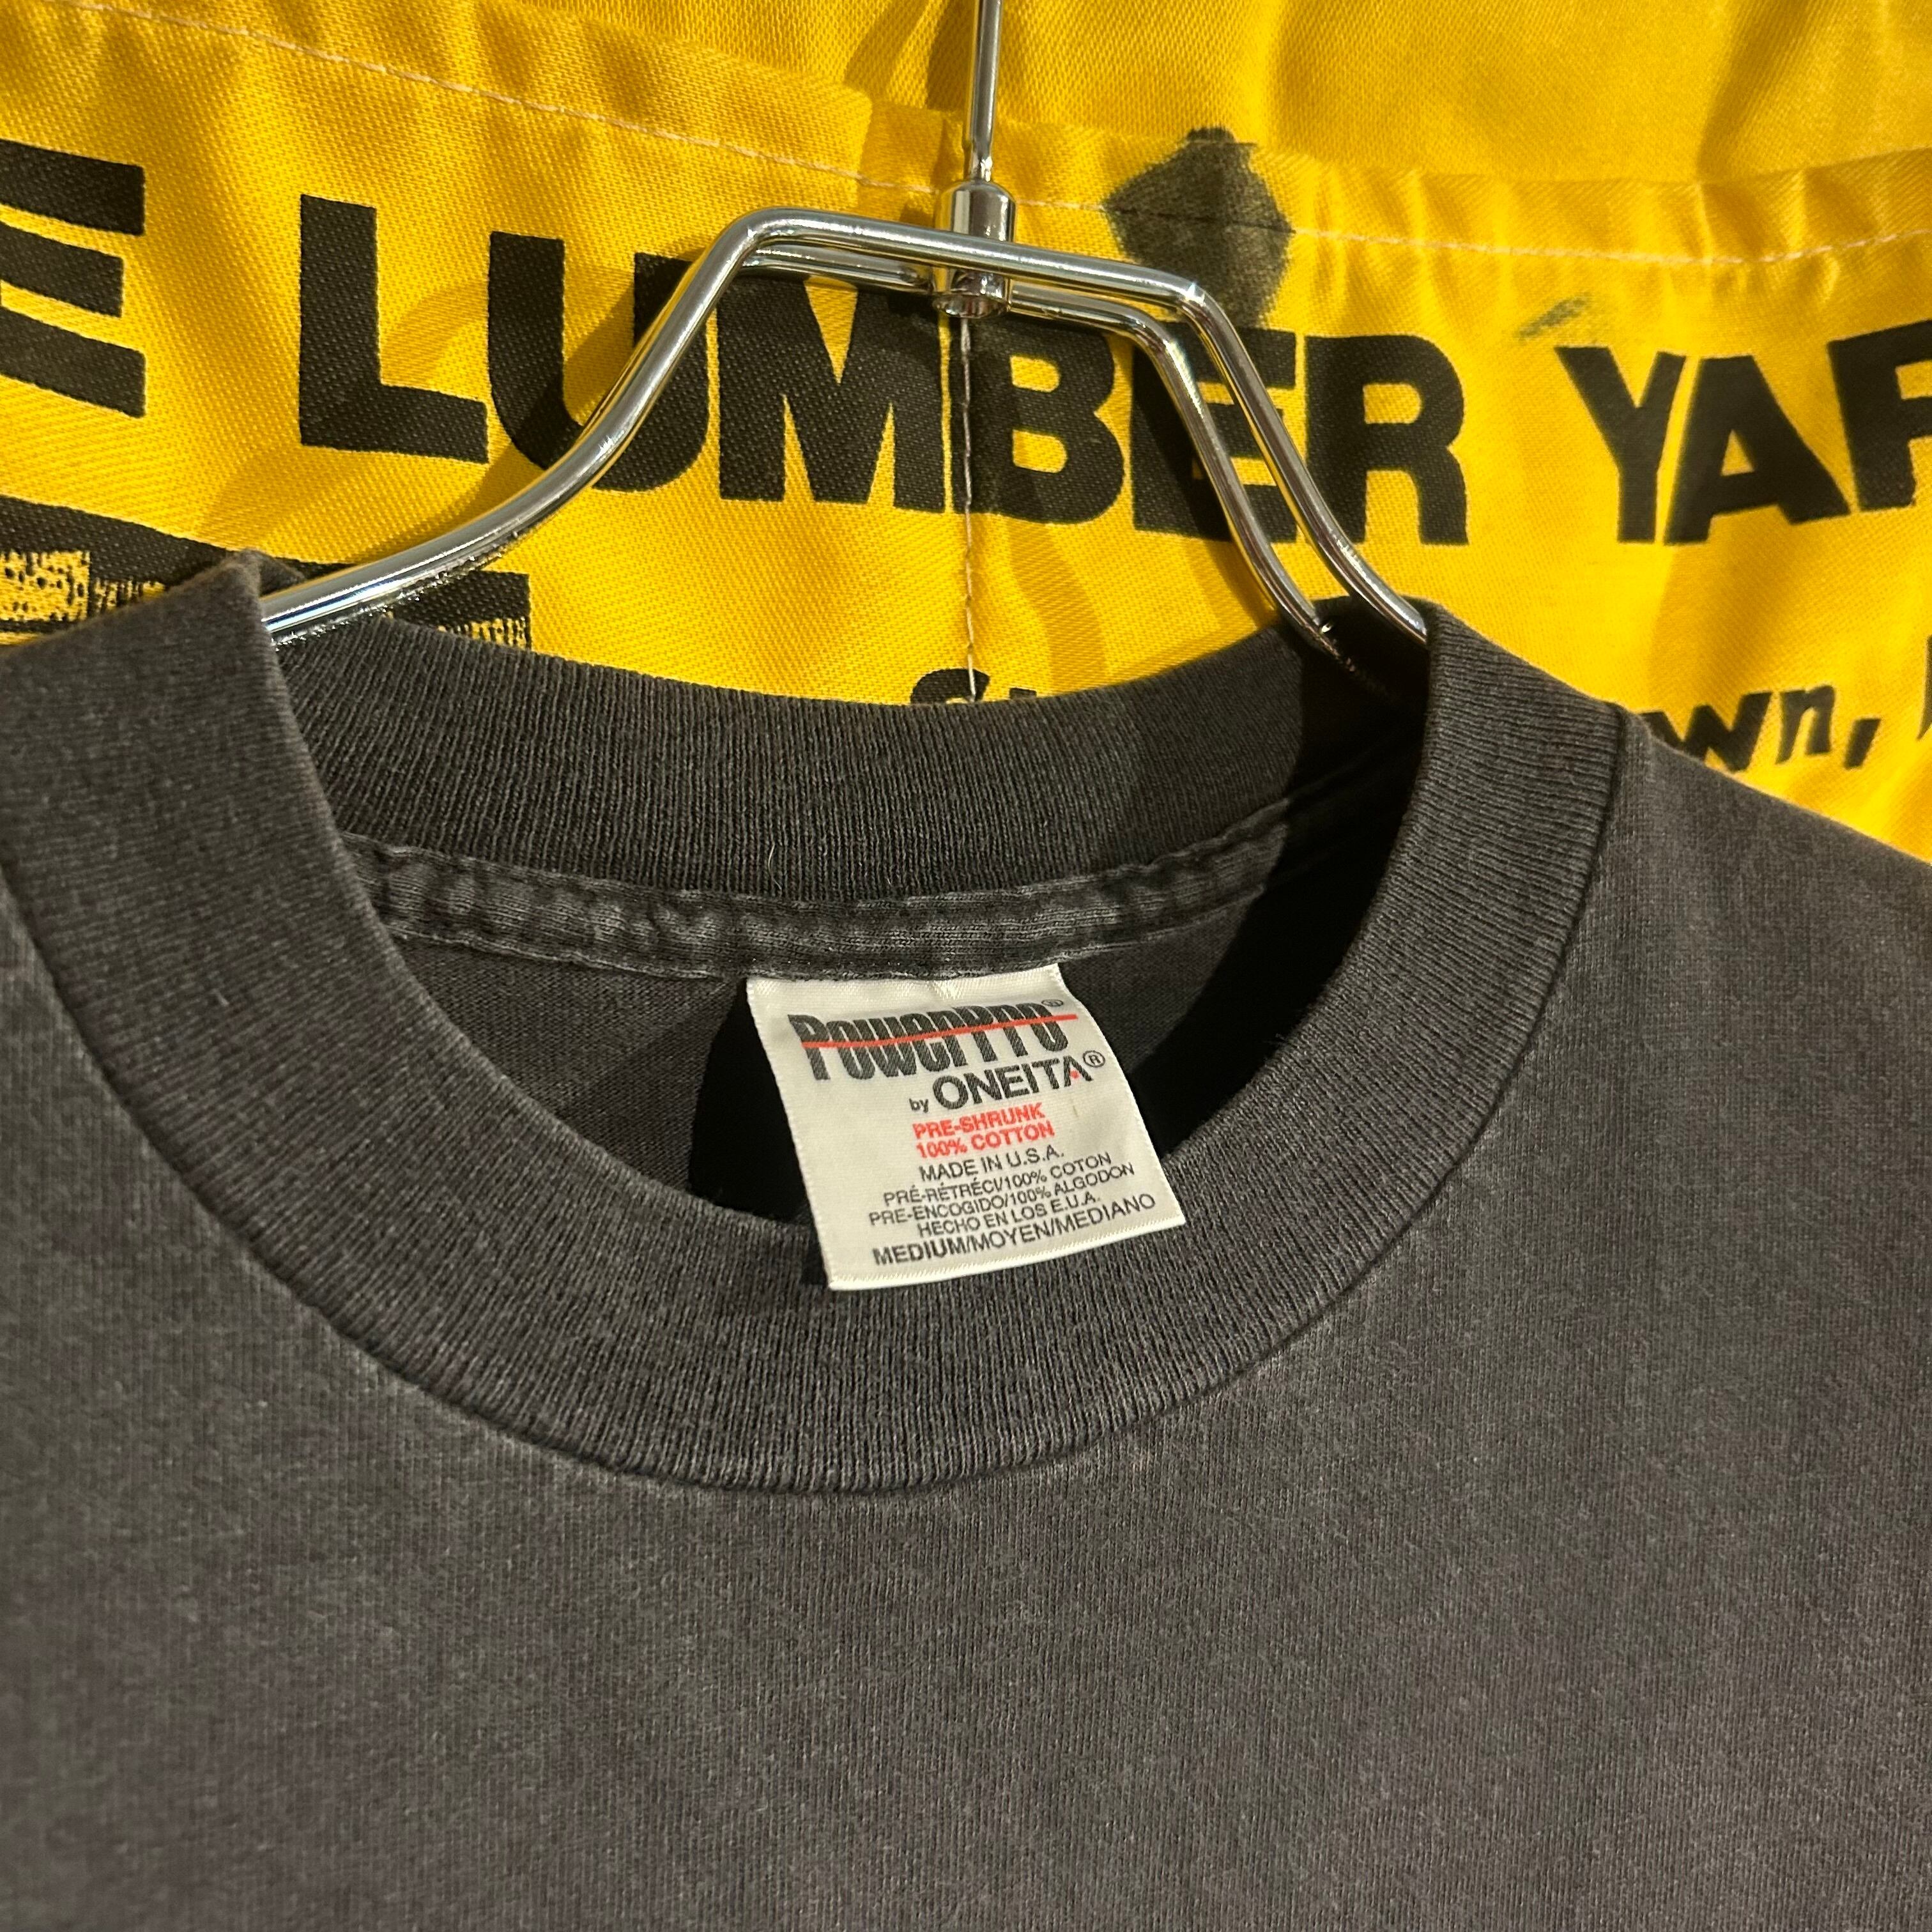 E LUMBER YAR
wn,
PowerPro®
by ONEITA®
PRE-SHRUNK
100% COTTON
MADE IN U.S.A.
PRÉ-RÉTRÉCI/100% COTON
PRE-ENCOGIDO/100% ALGODON
HECHO EN LOS E.U.A.
MEDIUM/MOYEN/MEDIANO